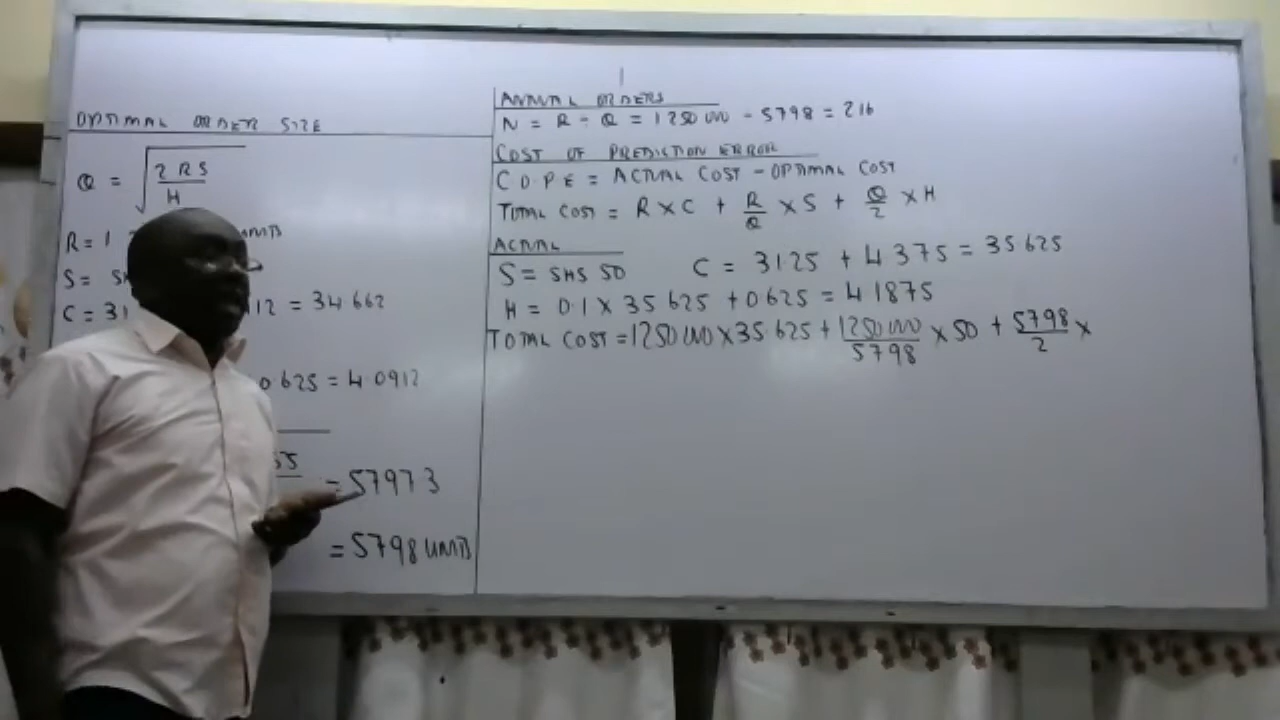 OPTIMAL ORDER SIZE
Q = √ 2RS
H
R = 1 UNITS
S = SH
C = 31 12 = 34 662
0 625 = 4 0912
55
= 5797 3
= 5798 UNITS
ANNUAL ORDERS
N = R ÷ Q = 1250 000 ÷ 5798 = 216
COST OF PREDICTION ERROR
C O P E = ACTUAL COST - OPTIMAL COST
TOTAL COST = R × C + R/Q × S + Q/2 × H
ACTUAL
S = SHS 50 C = 31 25 + 4 375 = 35 625
H = 0.1 × 35 625 + 0.625 = 4 1875
TOTAL COST = 1250 000 × 35 625 + 1250 000/5798 × 50 + 5798/2 ×